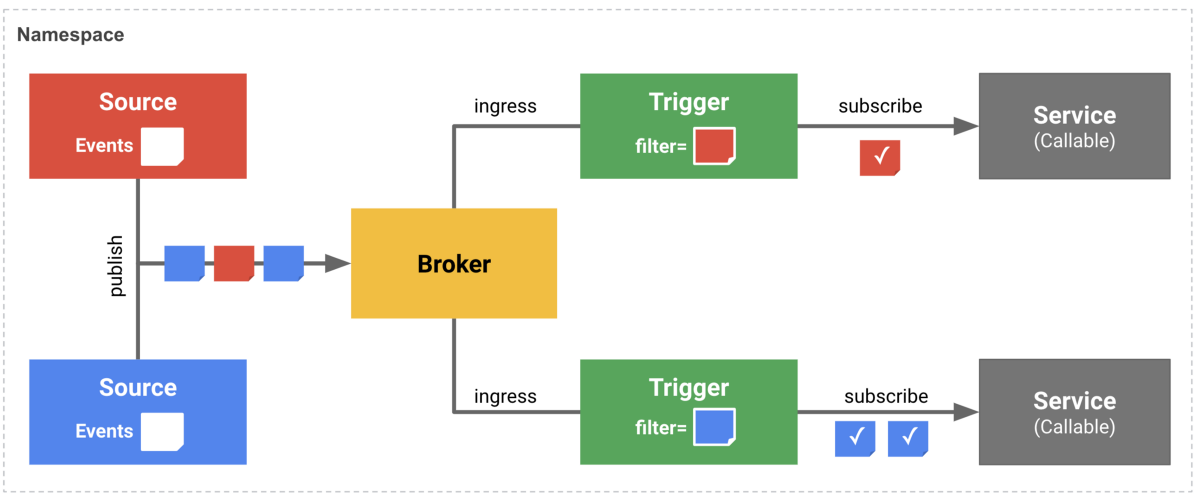 Namespace
Source
Events
publish
Source
Events
Broker
ingress
Trigger
filter=
subscribe
✓
Service
(Callable)
ingress
Trigger
filter=
subscribe
✓ ✓
Service
(Callable)